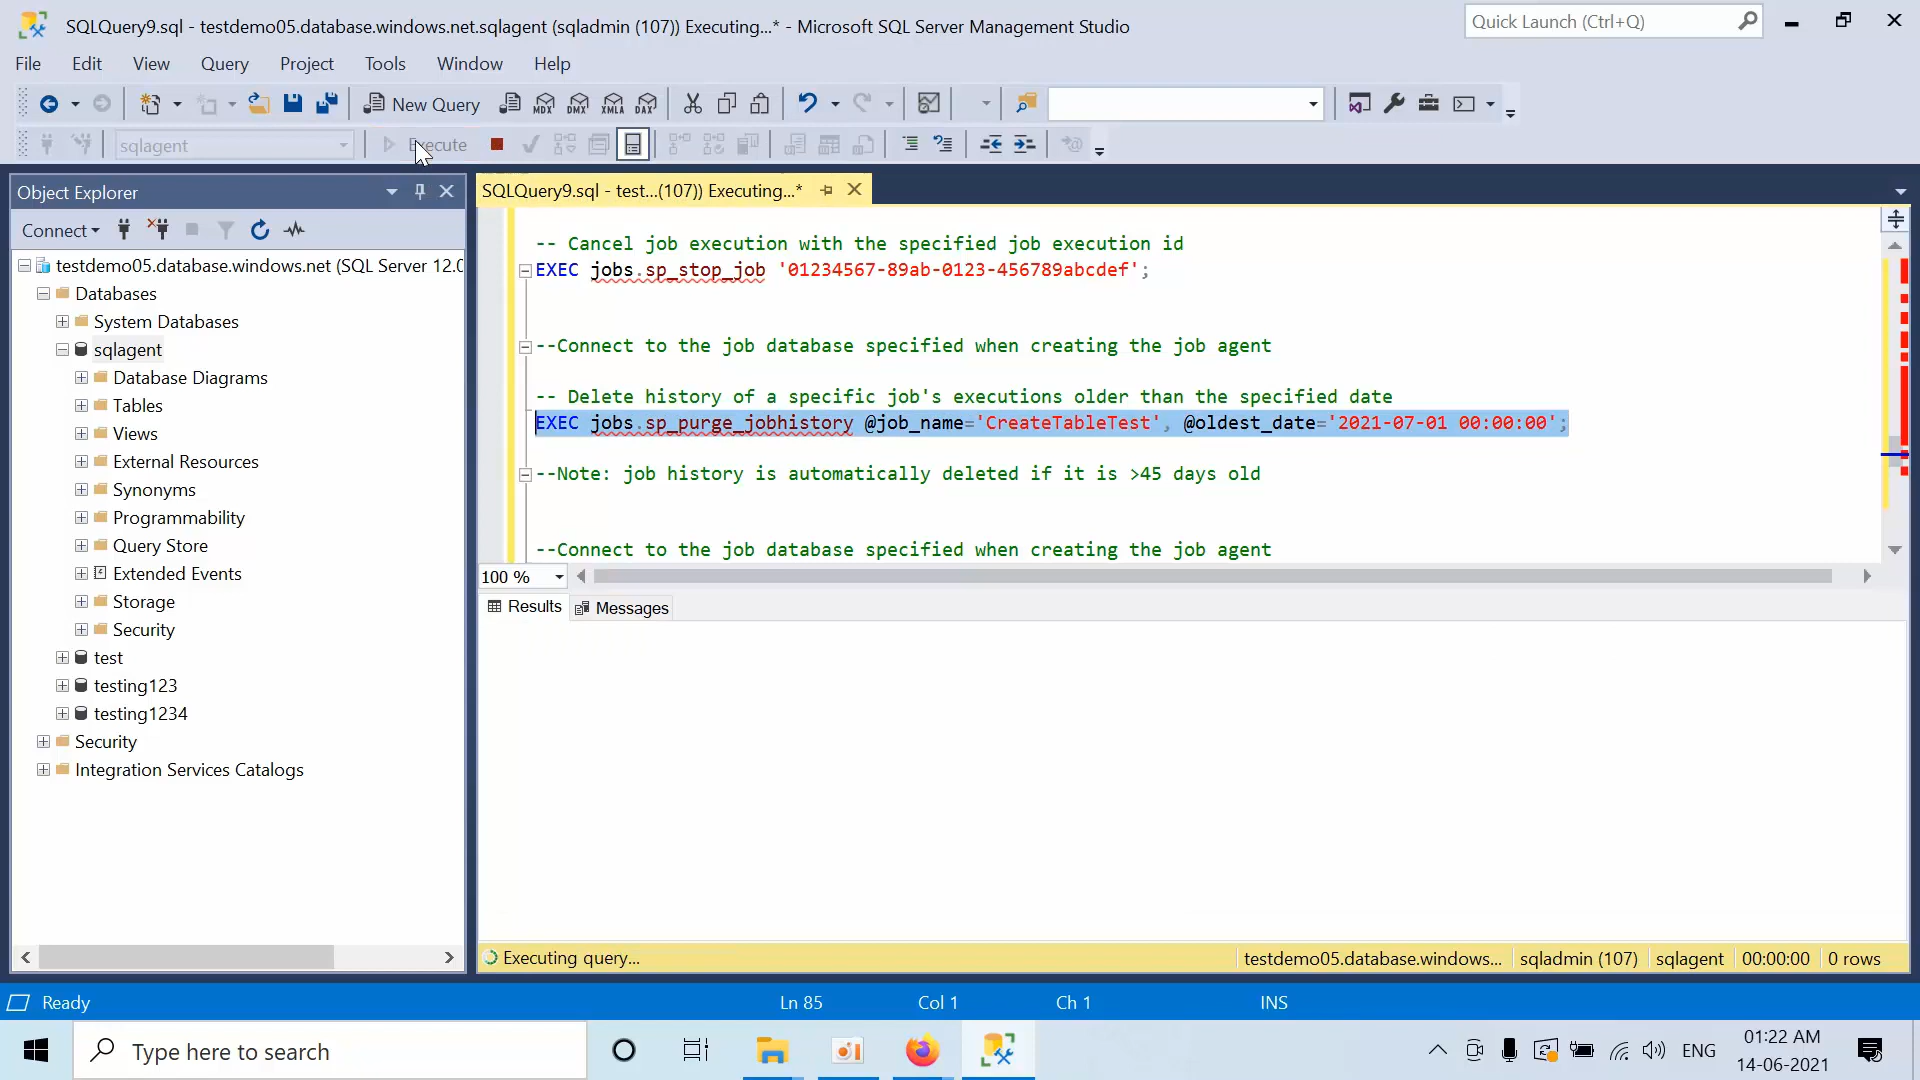 SQLQuery9.sql - testdemo05.database.windows.net.sqlagent (sqladmin (107)) Executing...* - Microsoft SQL Server Management Studio
Quick Launch (Ctrl+Q)
File Edit View Query Project Tools Window Help
New Query MDX DMX XMLA DAX
sqlagent Execute
Object Explorer
SQLQuery9.sql - test...(107)) Executing...*
Connect
testdemo05.database.windows.net (SQL Server 12.0
Databases
System Databases
sqlagent
Database Diagrams
Tables
Views
External Resources
Synonyms
Programmability
Query Store
Extended Events
Storage
Security
test
testing123
testing1234
Security
Integration Services Catalogs
-- Cancel job execution with the specified job execution id
EXEC jobs.sp_stop_job '01234567-89ab-0123-456789abcdef';
--Connect to the job database specified when creating the job agent
-- Delete history of a specific job's executions older than the specified date
EXEC jobs.sp_purge_jobhistory @job_name='CreateTableTest', @oldest_date='2021-07-01 00:00:00';
--Note: job history is automatically deleted if it is >45 days old
--Connect to the job database specified when creating the job agent
100 %
Results Messages
Executing query... testdemo05.database.windows... sqladmin (107) sqlagent 00:00:00 0 rows
Ready Ln 85 Col 1 Ch 1 INS
Type here to search
ENG
01:22 AM
14-06-2021